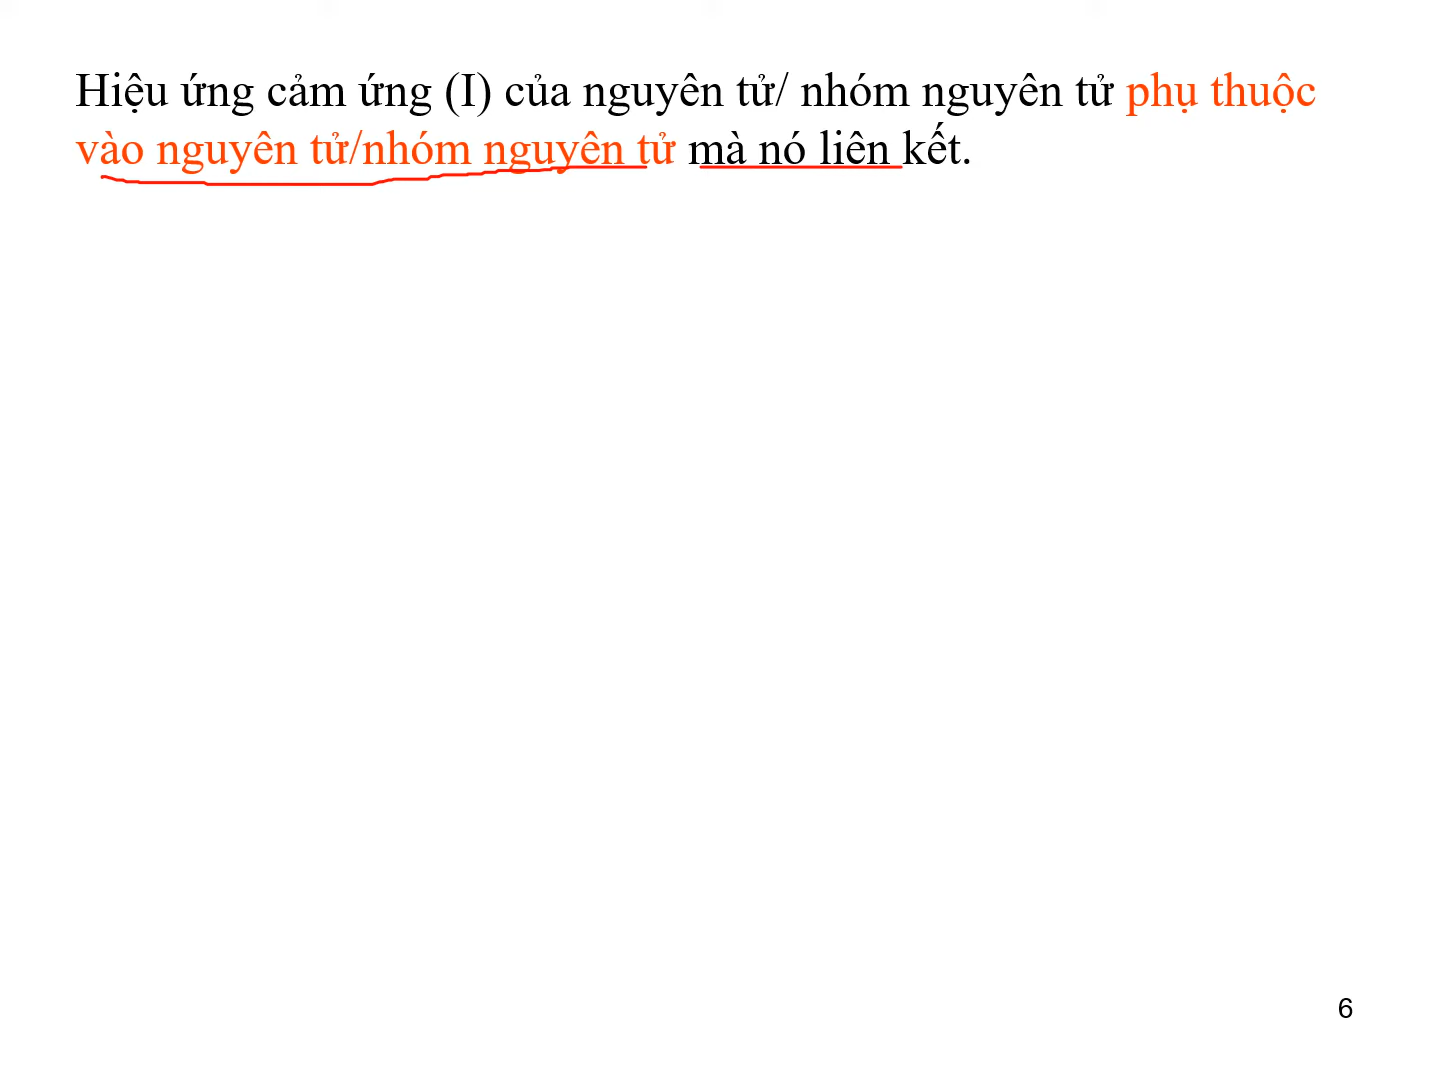 Hiệu ứng cảm ứng (I) của nguyên tử/ nhóm nguyên tử phụ thuộc
vào nguyên tử/nhóm nguyên tử mà nó liên kết.
6